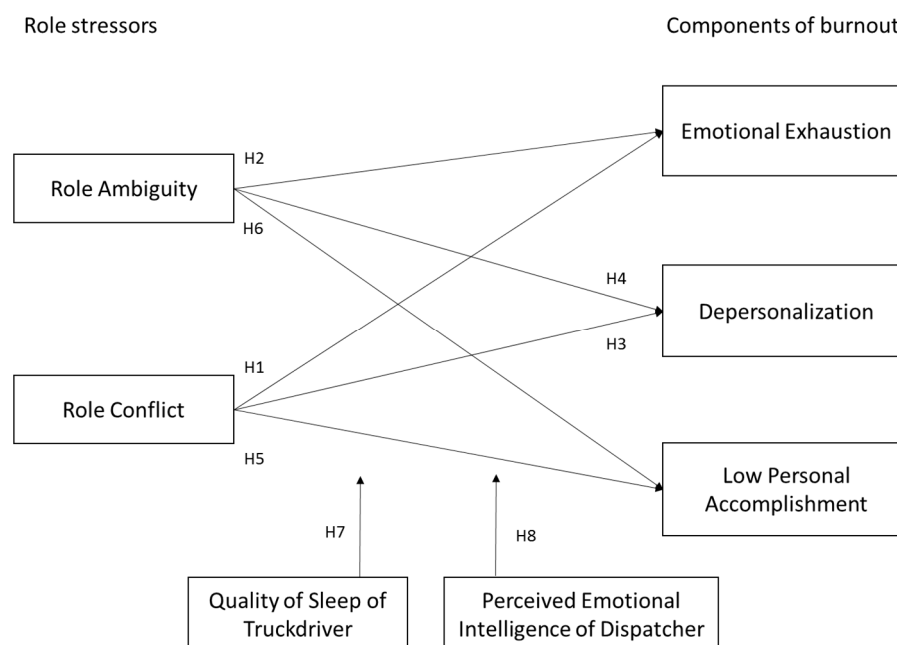 Role stressors
Components of burnout
Emotional Exhaustion
H2
Role Ambiguity
H6
H4
Depersonalization
H3
H1
Role Conflict
H5
Low Personal
Accomplishment
H7
H8
Quality of Sleep of
Truckdriver
Perceived Emotional
Intelligence of Dispatcher